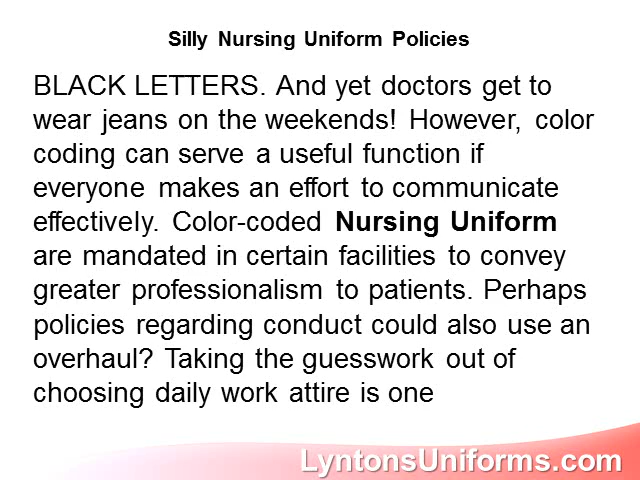 Silly Nursing Uniform Policies
BLACK LETTERS. And yet doctors get to
wear jeans on the weekends! However, color
coding can serve a useful function if
everyone makes an effort to communicate
effectively. Color-coded Nursing Uniform
are mandated in certain facilities to convey
greater professionalism to patients. Perhaps
policies regarding conduct could also use an
overhaul? Taking the guesswork out of
choosing daily work attire is one
LyntonsUniforms.com